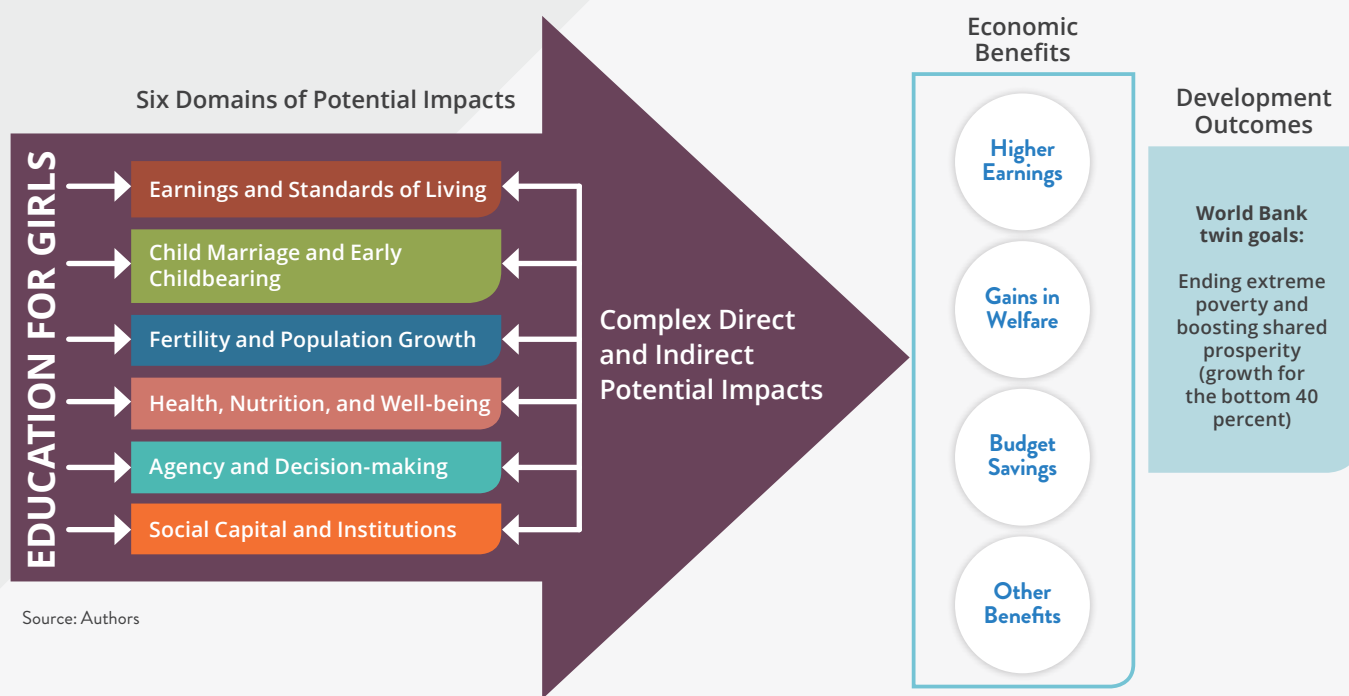 Six Domains of Potential Impacts
EDUCATION FOR GIRLS
Earnings and Standards of Living
Child Marriage and Early
Childbearing
Fertility and Population Growth
Health, Nutrition, and Well-being
Agency and Decision-making
Social Capital and Institutions
Complex Direct
and Indirect
Potential Impacts
Economic
Benefits
Higher
Earnings
Gains in
Welfare
Budget
Savings
Other
Benefits
Development
Outcomes
World Bank
twin goals:
Ending extreme
poverty and
boosting shared
prosperity
(growth for
the bottom 40
percent)
Source: Authors